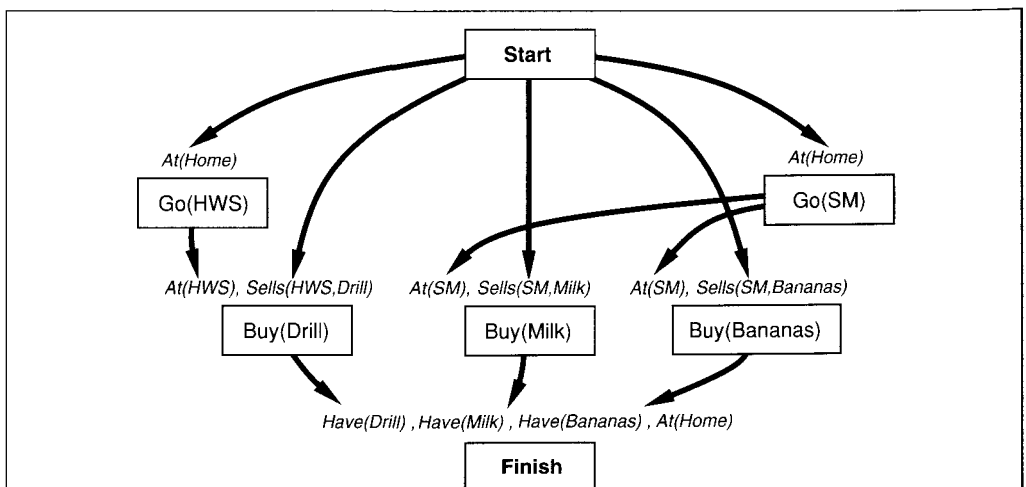 Start
At(Home)
At(Home)
Go(HWS)
Go(SM)
At(HWS), Sells(HWS,Drill)
At(SM), Sells(SM,Milk)
At(SM), Sells(SM,Bananas)
Buy(Drill)
Buy(Milk)
Buy(Bananas)
Have(Drill) , Have(Milk) , Have(Bananas) , At(Home)
Finish